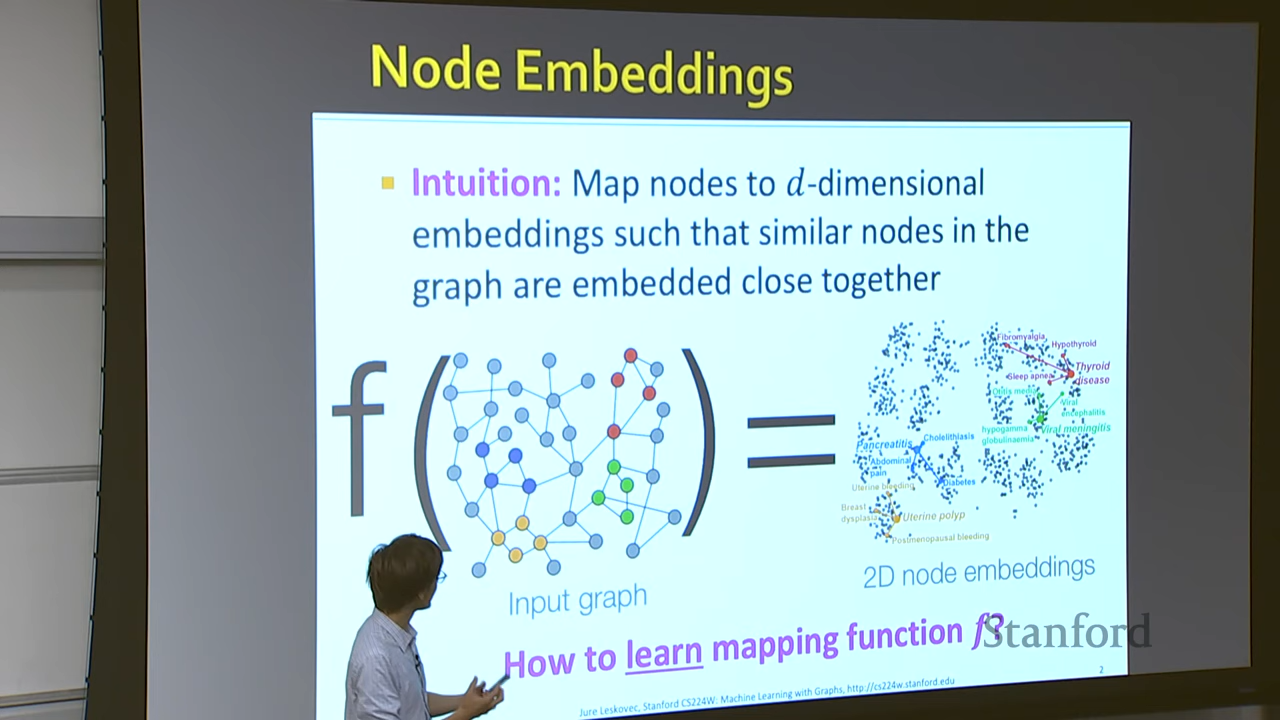 Node Embeddings
Intuition: Map nodes to d-dimensional
embeddings such that similar nodes in the
graph are embedded close together
f( ) =
Fibromyalgia
Hypothyroid
Thyroid
disease
Sleep apnea
Otitis media
Viral
encephalitis
hypogamma
globulinaemia
Viral meningitis
Pancreatitis
Cholelithiasis
Abdominal
pain
Diabetes
Uterine bleeding
Breast
dysplasia
Uterine polyp
Postmenopausal bleeding
Input graph
2D node embeddings
How to learn mapping function f?
Stanford
Jure Leskovec, Stanford CS224W: Machine Learning with Graphs, http://cs224w.stanford.edu
2